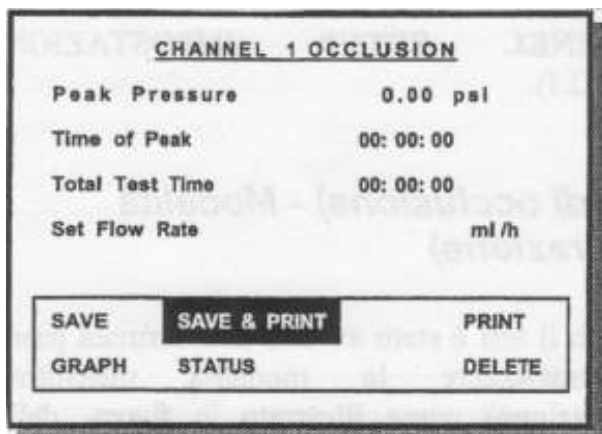 CHANNEL 1 OCCLUSION
Peak Pressure 0.00 psi
Time of Peak 00: 00: 00
Total Test Time 00: 00: 00
Set Flow Rate ml /h
SAVE SAVE & PRINT PRINT
GRAPH STATUS DELETE